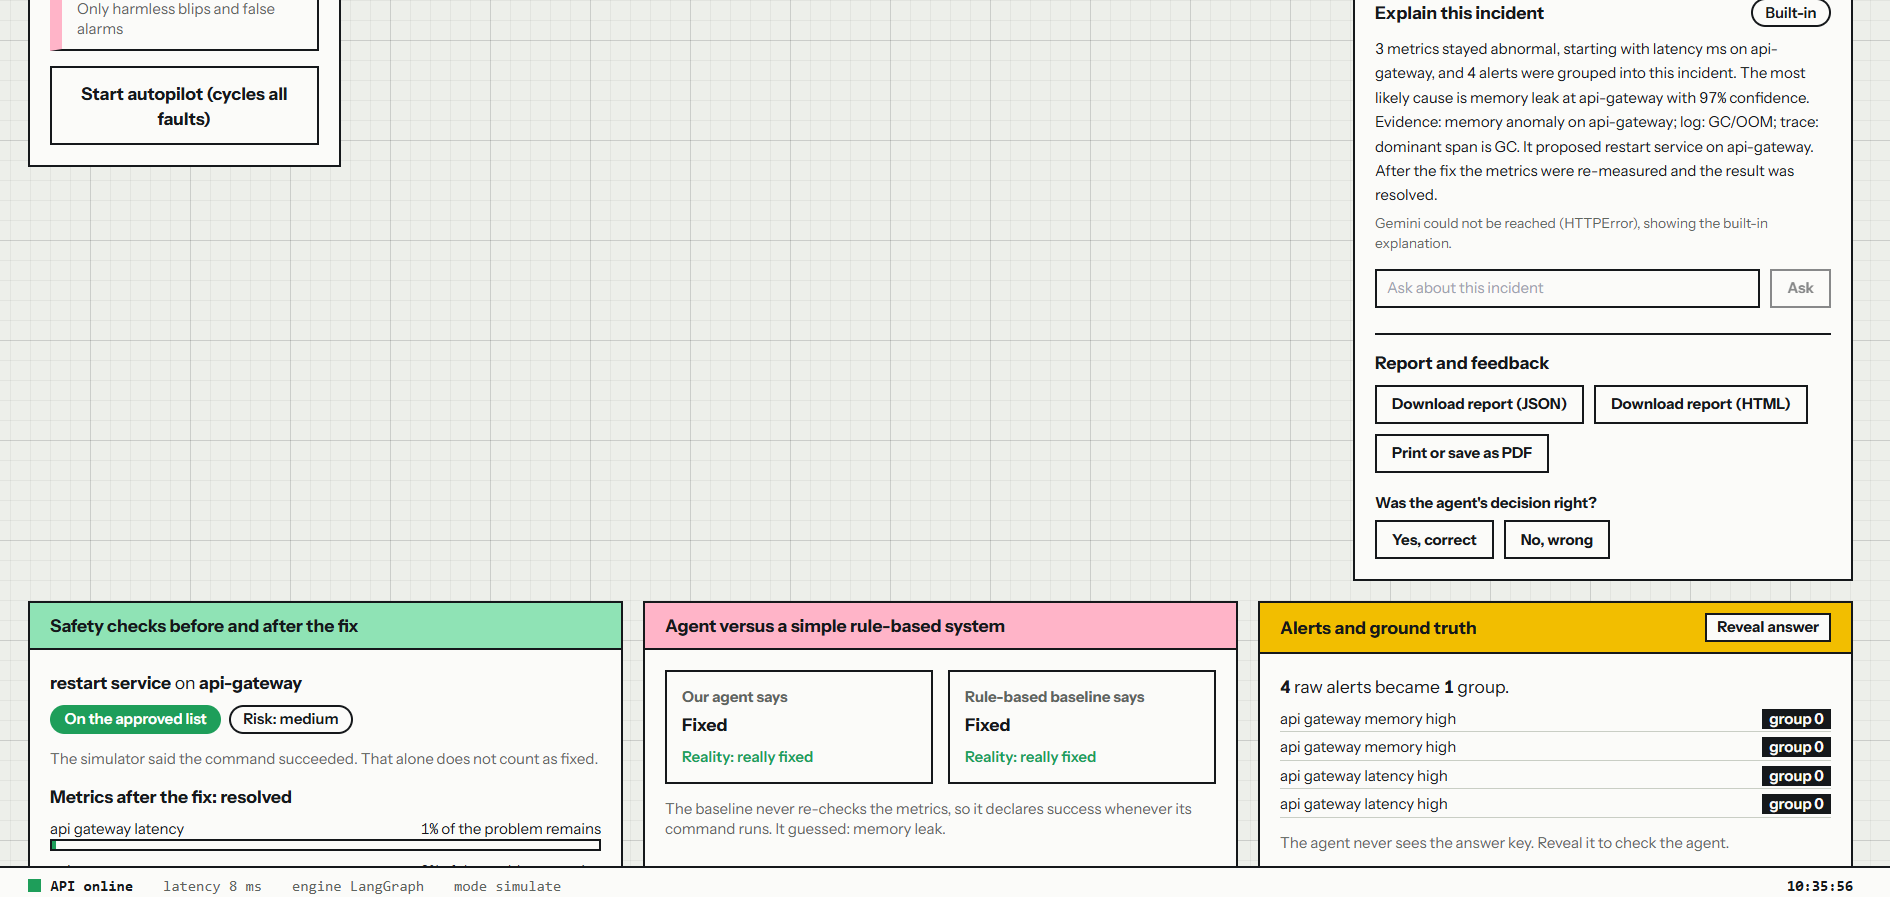 Only harmless blips and false
alarms
Start autopilot (cycles all
faults)
Explain this incident
Built-in
3 metrics stayed abnormal, starting with latency ms on api-
gateway, and 4 alerts were grouped into this incident. The most
likely cause is memory leak at api-gateway with 97% confidence.
Evidence: memory anomaly on api-gateway; log: GC/OOM; trace:
dominant span is GC. It proposed restart service on api-gateway.
After the fix the metrics were re-measured and the result was
resolved.
Gemini could not be reached (HTTPError), showing the built-in
explanation.
Ask about this incident
Ask
Report and feedback
Download report (JSON)
Download report (HTML)
Print or save as PDF
Was the agent's decision right?
Yes, correct
No, wrong
Safety checks before and after the fix
restart service on api-gateway
On the approved list
Risk: medium
The simulator said the command succeeded. That alone does not count as fixed.
Metrics after the fix: resolved
api gateway latency
1% of the problem remains
Agent versus a simple rule-based system
Our agent says
Fixed
Reality: really fixed
Rule-based baseline says
Fixed
Reality: really fixed
The baseline never re-checks the metrics, so it declares success whenever its
command runs. It guessed: memory leak.
Alerts and ground truth
Reveal answer
4 raw alerts became 1 group.
api gateway memory high
group 0
api gateway memory high
group 0
api gateway latency high
group 0
api gateway latency high
group 0
The agent never sees the answer key. Reveal it to check the agent.
API online
latency 8 ms
engine LangGraph
mode simulate
10:35:56